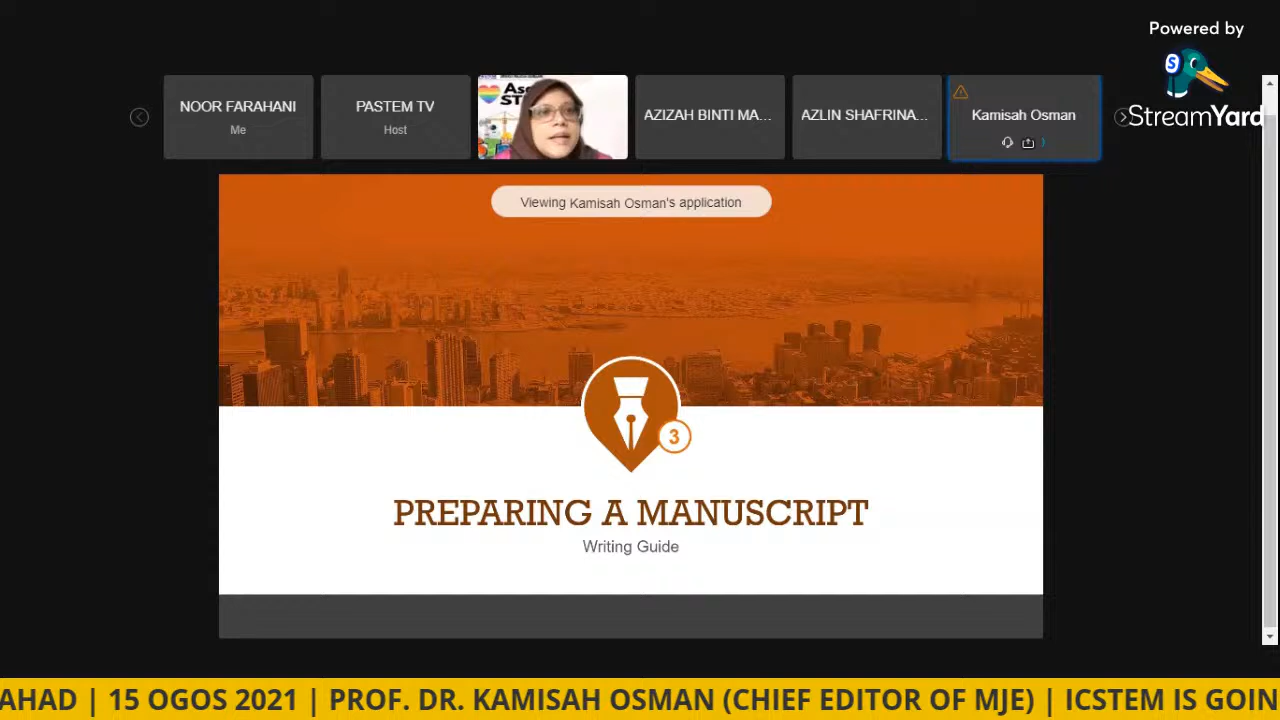 Powered by
StreamYard
NOOR FARAHANI
Me
PASTEM TV
Host
AZIZAH BINTI MA...
AZLIN SHAFRINA...
Kamisah Osman
Viewing Kamisah Osman's application
3
PREPARING A MANUSCRIPT
Writing Guide
AHAD | 15 OGOS 2021 | PROF. DR. KAMISAH OSMAN (CHIEF EDITOR OF MJE) | ICSTEM IS GOIN